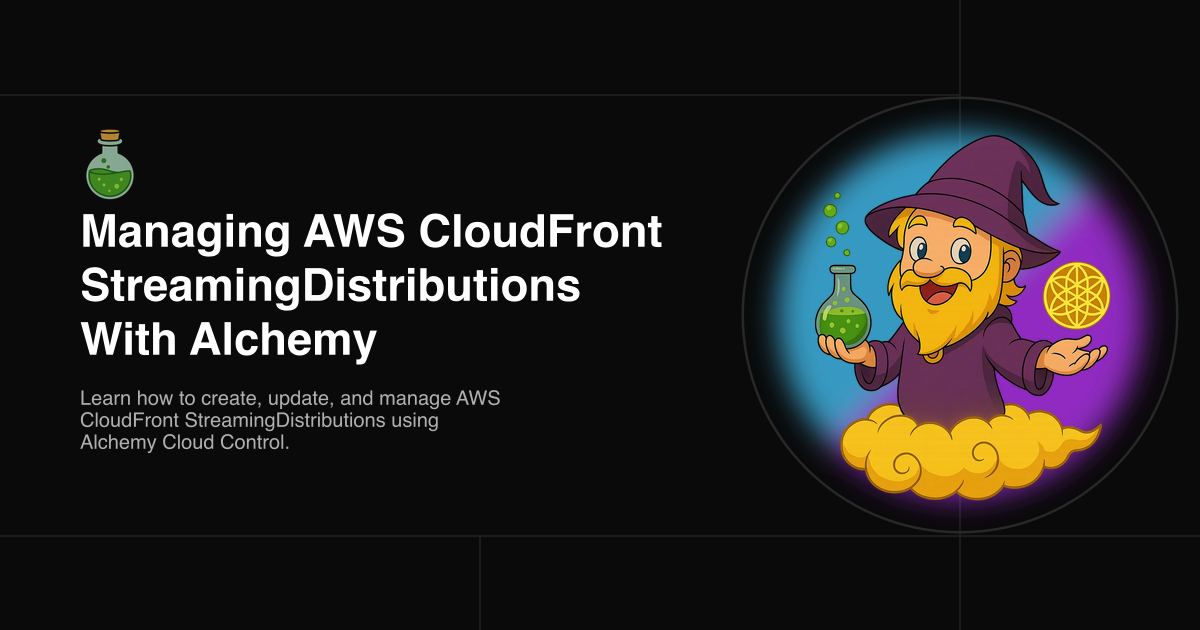 Managing AWS CloudFront
StreamingDistributions
With Alchemy
Learn how to create, update, and manage AWS
CloudFront StreamingDistributions using
Alchemy Cloud Control.